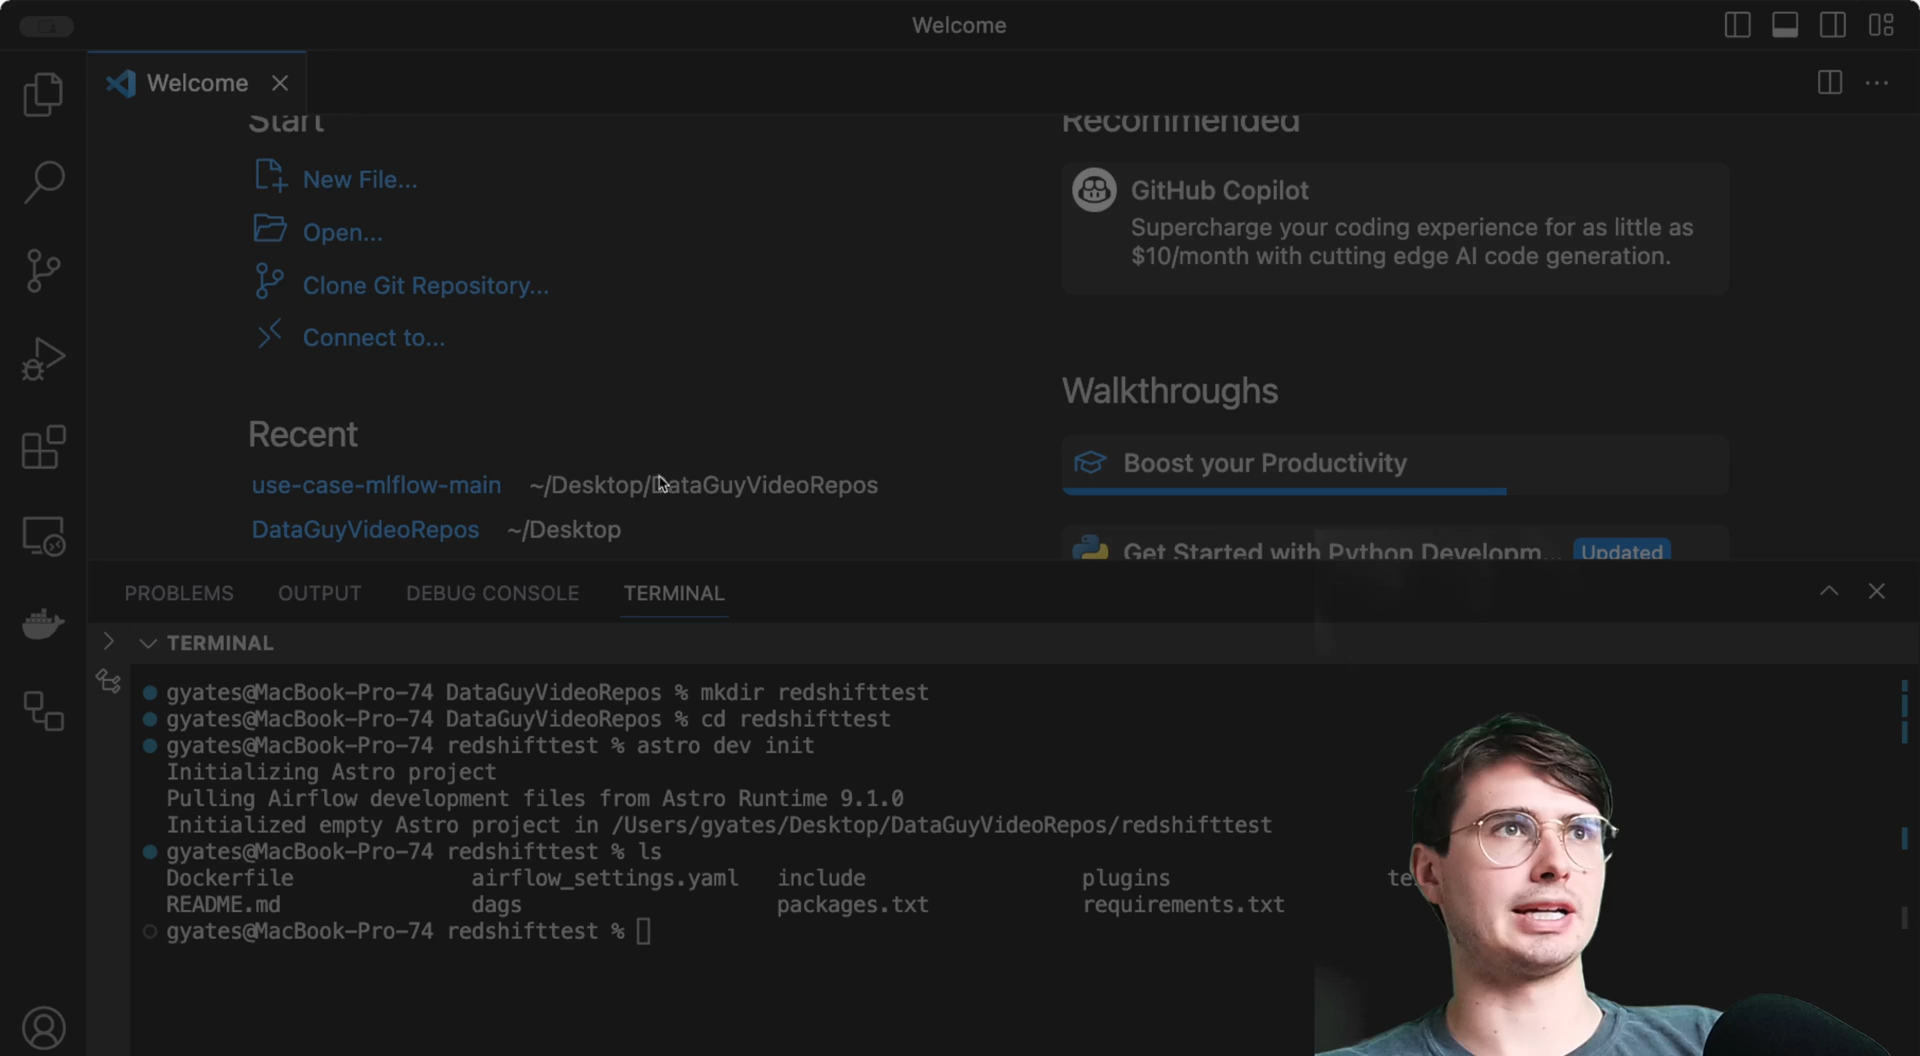 Welcome
Welcome
Start
New File...
Open...
Clone Git Repository...
Connect to...
Recent
use-case-mlflow-main ~/Desktop/DataGuyVideoRepos
DataGuyVideoRepos ~/Desktop
Recommended
GitHub Copilot
Supercharge your coding experience for as little as
$10/month with cutting edge AI code generation.
Walkthroughs
Boost your Productivity
Get Started with Python Developm... Updated
PROBLEMS OUTPUT DEBUG CONSOLE TERMINAL
TERMINAL
gyates@MacBook-Pro-74 DataGuyVideoRepos % mkdir redshifttest
gyates@MacBook-Pro-74 DataGuyVideoRepos % cd redshifttest
gyates@MacBook-Pro-74 redshifttest % astro dev init
Initializing Astro project
Pulling Airflow development files from Astro Runtime 9.1.0
Initialized empty Astro project in /Users/gyates/Desktop/DataGuyVideoRepos/redshifttest
gyates@MacBook-Pro-74 redshifttest % ls
Dockerfile airflow_settings.yaml include plugins
README.md dags packages.txt requirements.txt
gyates@MacBook-Pro-74 redshifttest %